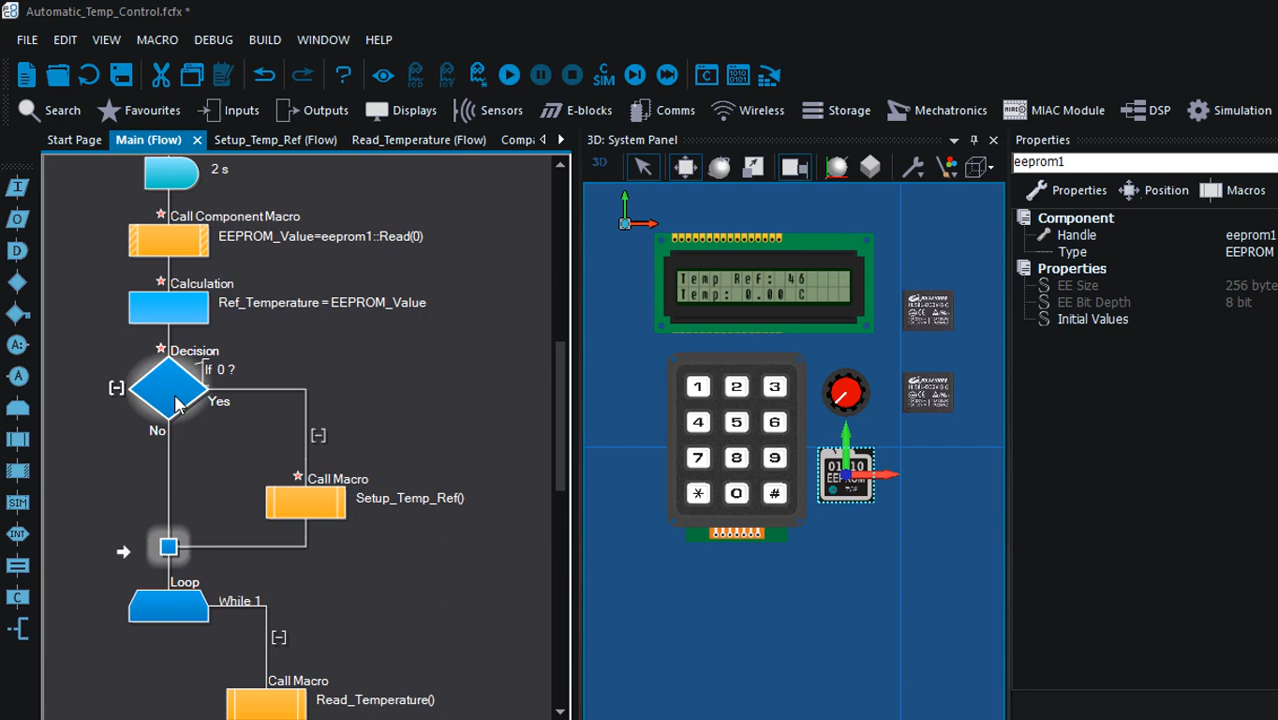 Automatic_Temp_Control.fcfx *
FILE EDIT VIEW MACRO DEBUG BUILD WINDOW HELP
C SIM
Search Favourites Inputs Outputs Displays Sensors E-blocks Comms Wireless Storage Mechatronics MIAC MIAC Module DSP Simulation
Start Page Main (Flow) Setup_Temp_Ref (Flow) Read_Temperature (Flow) Compa
3D: System Panel
Properties
eeprom1
Properties Position Macros
Component
Handle eeprom1
Type EEPROM
Properties
EE Size 256 byte
EE Bit Depth 8 bit
Initial Values
2 s
Call Component Macro
EEPROM_Value=eeprom1::Read(0)
Calculation
Ref_Temperature = EEPROM_Value
Decision
If 0 ?
Yes
No
Call Macro
Setup_Temp_Ref()
Loop
While 1
Call Macro
Read_Temperature()
Temp Ref: 46
Temp: 0.00 C
1 2 3
4 5 6
7 8 9
* 0 #
EEPROM